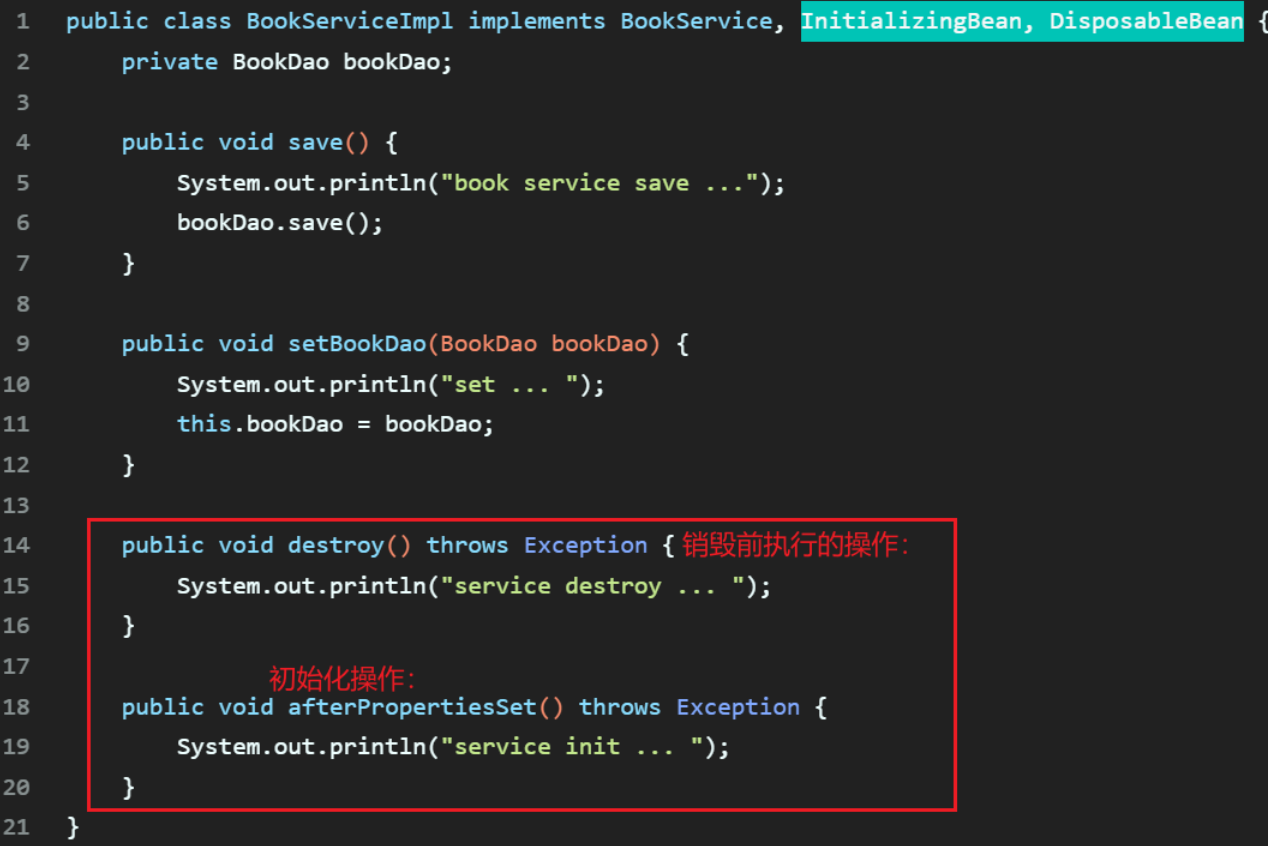 1 public class BookServiceImpl implements BookService, InitializingBean, DisposableBean {
2 private BookDao bookDao;
3
4 public void save() {
5 System.out.println("book service save ...");
6 bookDao.save();
7 }
8
9 public void setBookDao(BookDao bookDao) {
10 System.out.println("set ... ");
11 this.bookDao = bookDao;
12 }
13
14 public void destroy() throws Exception { 销毁前执行的操作:
15 System.out.println("service destroy ... ");
16 }
17 初始化操作:
18 public void afterPropertiesSet() throws Exception {
19 System.out.println("service init ... ");
20 }
21 }